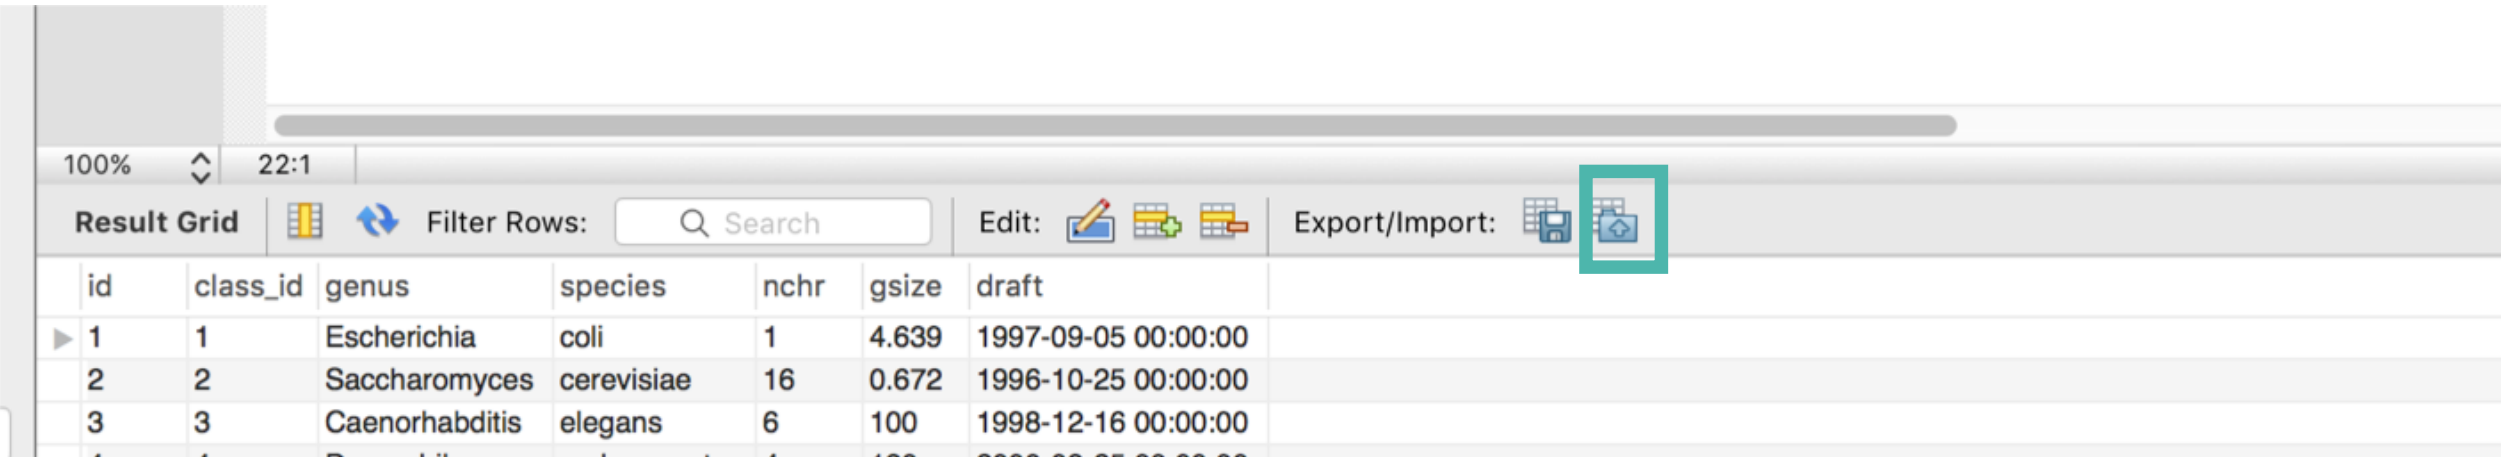 100% 22:1
Result Grid Filter Rows: Search Edit: Export/Import:
id class_id genus species nchr gsize draft
1 1 Escherichia coli 1 4.639 1997-09-05 00:00:00
2 2 Saccharomyces cerevisiae 16 0.672 1996-10-25 00:00:00
3 3 Caenorhabditis elegans 6 100 1998-12-16 00:00:00